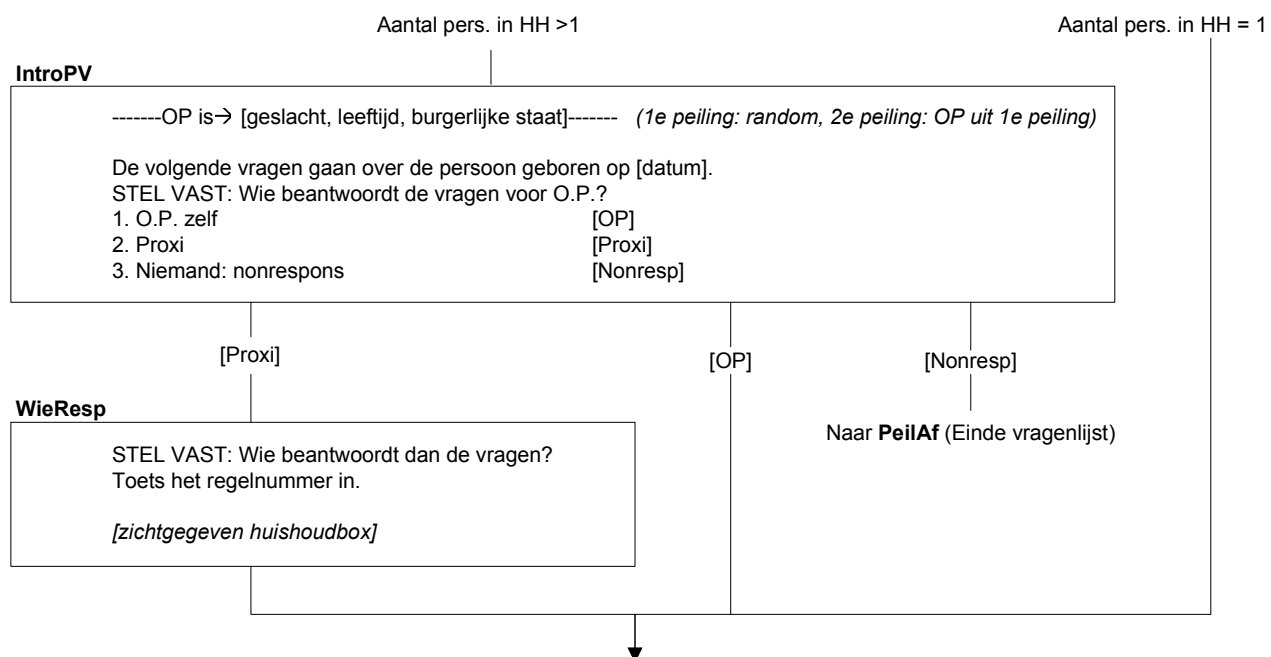 Aantal pers. in HH >1
Aantal pers. in HH = 1
IntroPV
-------OP is→ [geslacht, leeftijd, burgerlijke staat]------- (1e peiling: random, 2e peiling: OP uit 1e peiling)
De volgende vragen gaan over de persoon geboren op [datum].
STEL VAST: Wie beantwoordt de vragen voor O.P.?
1. O.P. zelf [OP]
2. Proxi [Proxi]
3. Niemand: nonrespons [Nonresp]
[Proxi]
[OP]
[Nonresp]
WieResp
Naar PeilAf (Einde vragenlijst)
STEL VAST: Wie beantwoordt dan de vragen?
Toets het regelnummer in.
[zichtgegeven huishoudbox]